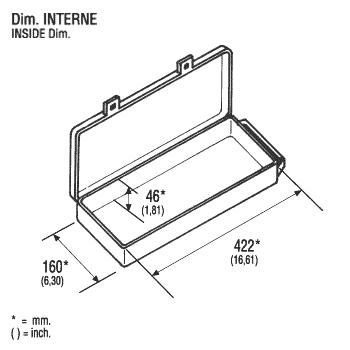 Dim. INTERNE
INSIDE Dim.
46*
(1,81)
422*
(16,61)
160*
(6,30)
* = mm.
( ) = inch.